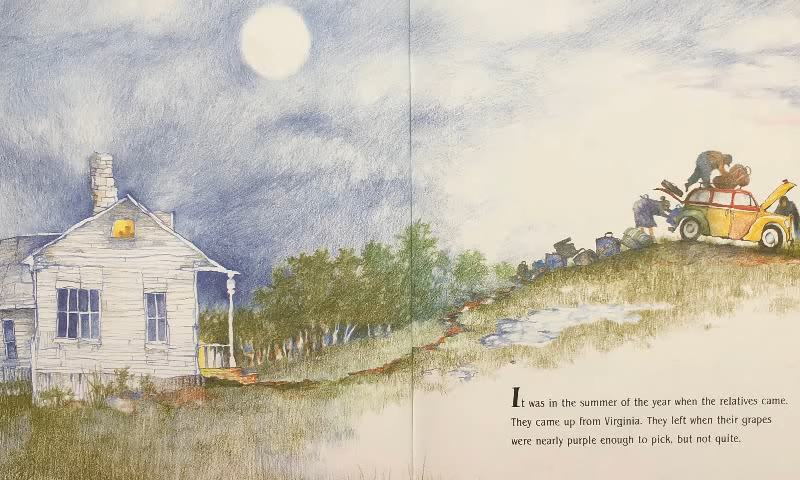 It was in the summer of the year when the relatives came.
They came up from Virginia. They left when their grapes
were nearly purple enough to pick, but not quite.